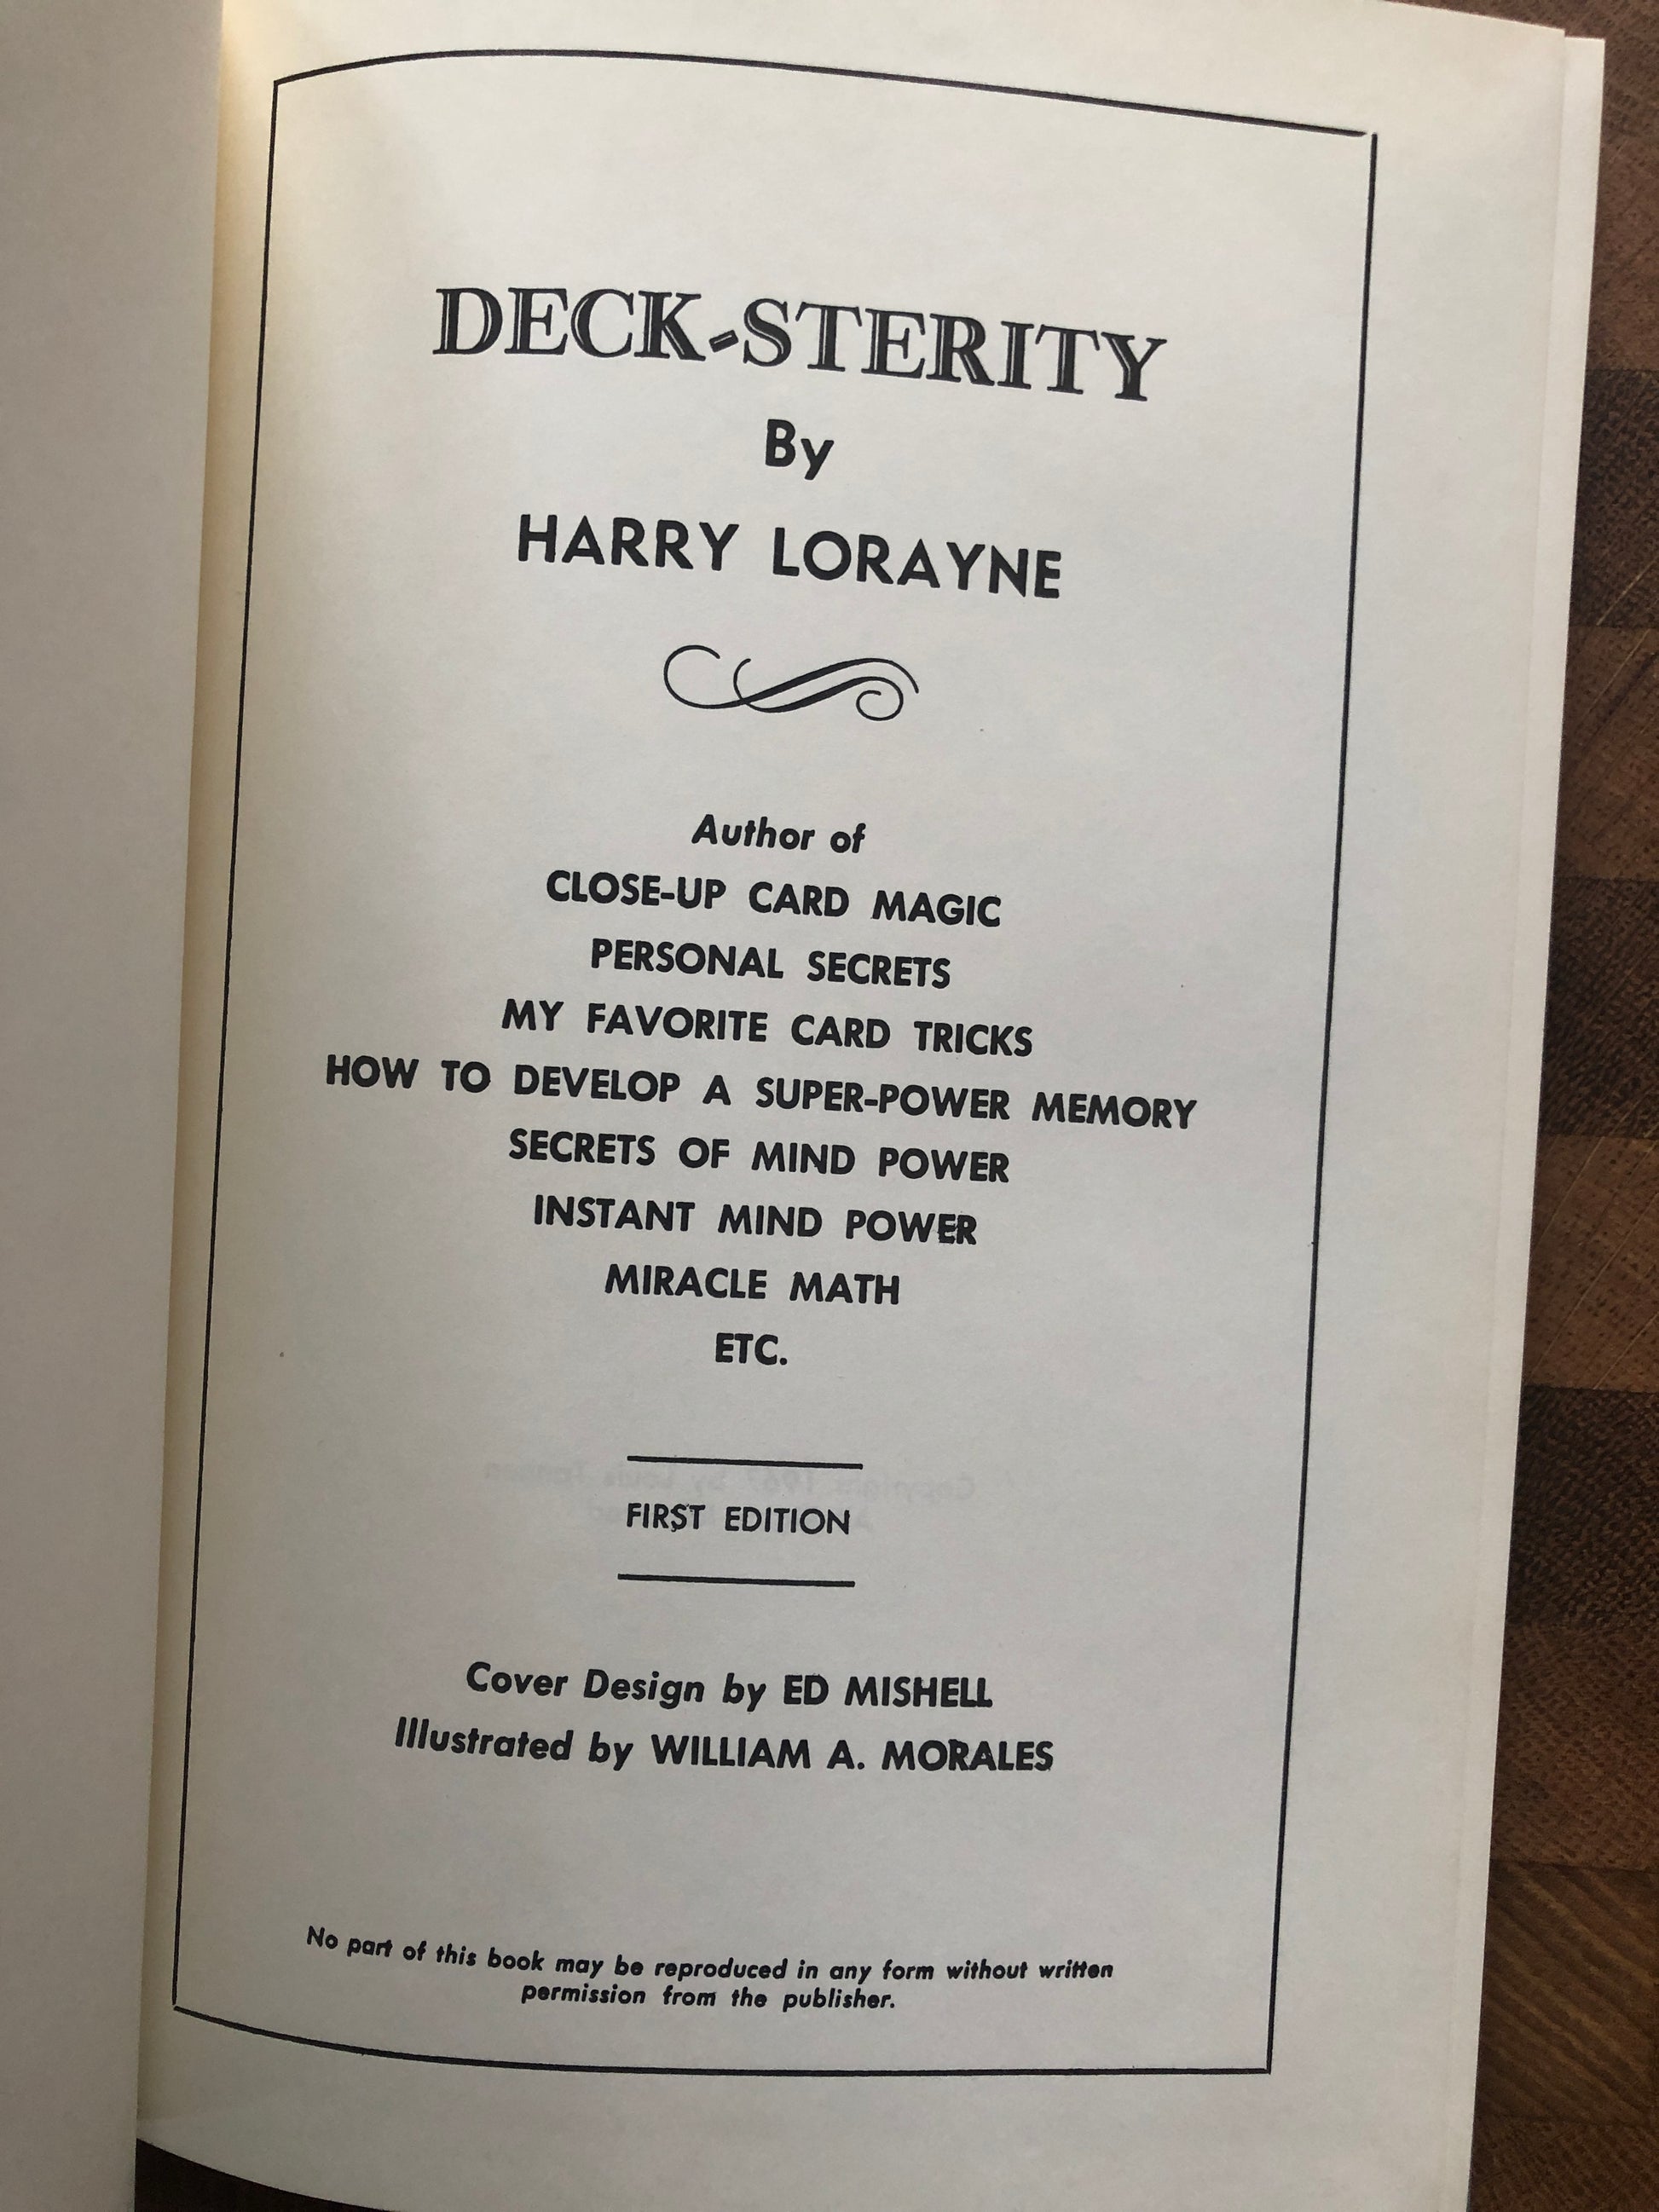 DECK-STERITY
By
HARRY LORAYNE
Author of
CLOSE-UP CARD MAGIC
PERSONAL SECRETS
MY FAVORITE CARD TRICKS
HOW TO DEVELOP A SUPER-POWER MEMORY
SECRETS OF MIND POWER
INSTANT MIND POWER
MIRACLE MATH
ETC.
FIRST EDITION
Cover Design by ED MISHELL
Illustrated by WILLIAM A. MORALES
No part of this book may be reproduced in any form without written
permission from the publisher.